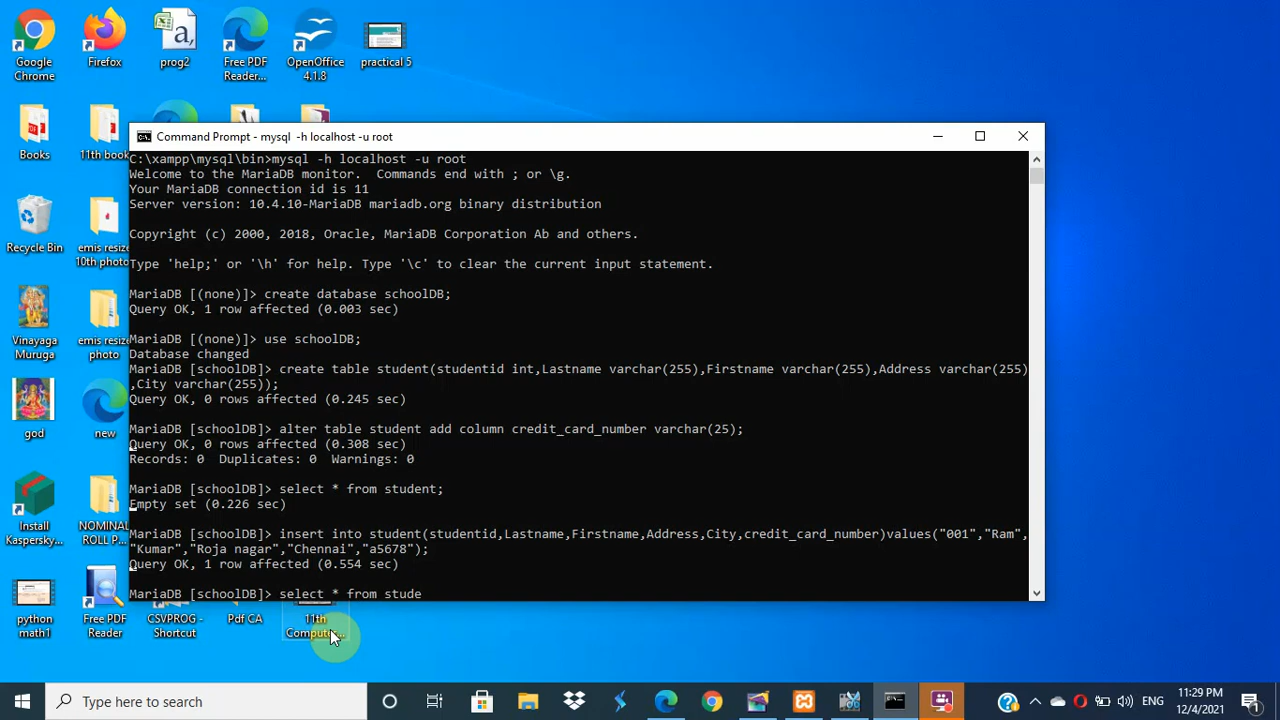 Google
Chrome
Firefox
prog2
Free PDF
Reader...
OpenOffice
4.1.8
practical 5
Books
11th book
Recycle Bin
emis resize
10th photo
Vinayaga
Muruga
emis resize
photo
god
new
Install
Kaspersky...
NOMINAL
ROLL P...
python
math1
Free PDF
Reader
CSVPROG -
Shortcut
Pdf CA
11th
Compute...
Command Prompt - mysql -h localhost -u root
C:\xampp\mysql\bin>mysql -h localhost -u root
Welcome to the MariaDB monitor.  Commands end with ; or \g.
Your MariaDB connection id is 11
Server version: 10.4.10-MariaDB mariadb.org binary distribution
Copyright (c) 2000, 2018, Oracle, MariaDB Corporation Ab and others.
Type 'help;' or '\h' for help. Type '\c' to clear the current input statement.
MariaDB [(none)]> create database schoolDB;
Query OK, 1 row affected (0.003 sec)
MariaDB [(none)]> use schoolDB;
Database changed
MariaDB [schoolDB]> create table student(studentid int,Lastname varchar(255),Firstname varchar(255),Address varchar(255)
,City varchar(255));
Query OK, 0 rows affected (0.245 sec)
MariaDB [schoolDB]> alter table student add column credit_card_number varchar(25);
Query OK, 0 rows affected (0.308 sec)
Records: 0  Duplicates: 0  Warnings: 0
MariaDB [schoolDB]> select * from student;
Empty set (0.226 sec)
MariaDB [schoolDB]> insert into student(studentid,Lastname,Firstname,Address,City,credit_card_number)values("001","Ram",
"Kumar","Roja nagar","Chennai","a5678");
Query OK, 1 row affected (0.554 sec)
MariaDB [schoolDB]> select * from stude
Type here to search
ENG
11:29 PM
12/4/2021